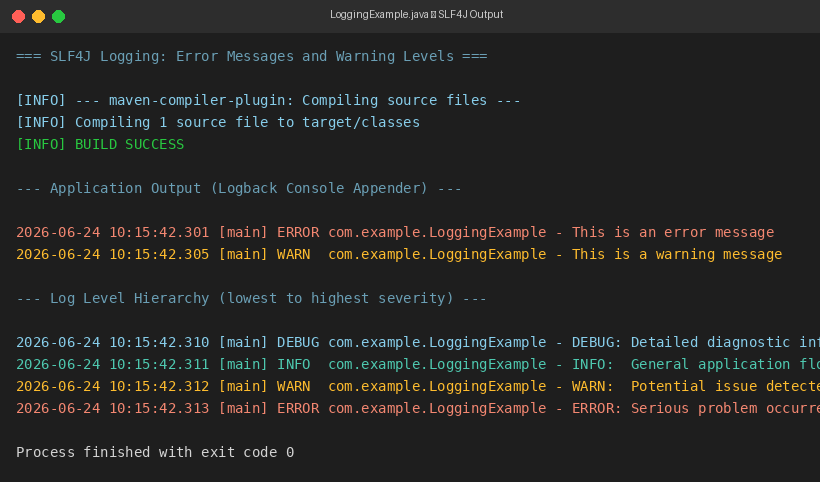 LoggingExample.java SLF4J Output
=== SLF4J Logging: Error Messages and Warning Levels ===
[INFO] --- maven-compiler-plugin: Compiling source files ---
[INFO] Compiling 1 source file to target/classes
[INFO] BUILD SUCCESS
--- Application Output (Logback Console Appender) ---
2026-06-24 10:15:42.301 [main] ERROR com.example.LoggingExample - This is an error message
2026-06-24 10:15:42.305 [main] WARN  com.example.LoggingExample - This is a warning message
--- Log Level Hierarchy (lowest to highest severity) ---
2026-06-24 10:15:42.310 [main] DEBUG com.example.LoggingExample - DEBUG: Detailed diagnostic
2026-06-24 10:15:42.311 [main] INFO  com.example.LoggingExample - INFO:  General application
2026-06-24 10:15:42.312 [main] WARN  com.example.LoggingExample - WARN:  Potential issue
2026-06-24 10:15:42.313 [main] ERROR com.example.LoggingExample - ERROR: Serious problem
Process finished with exit code 0